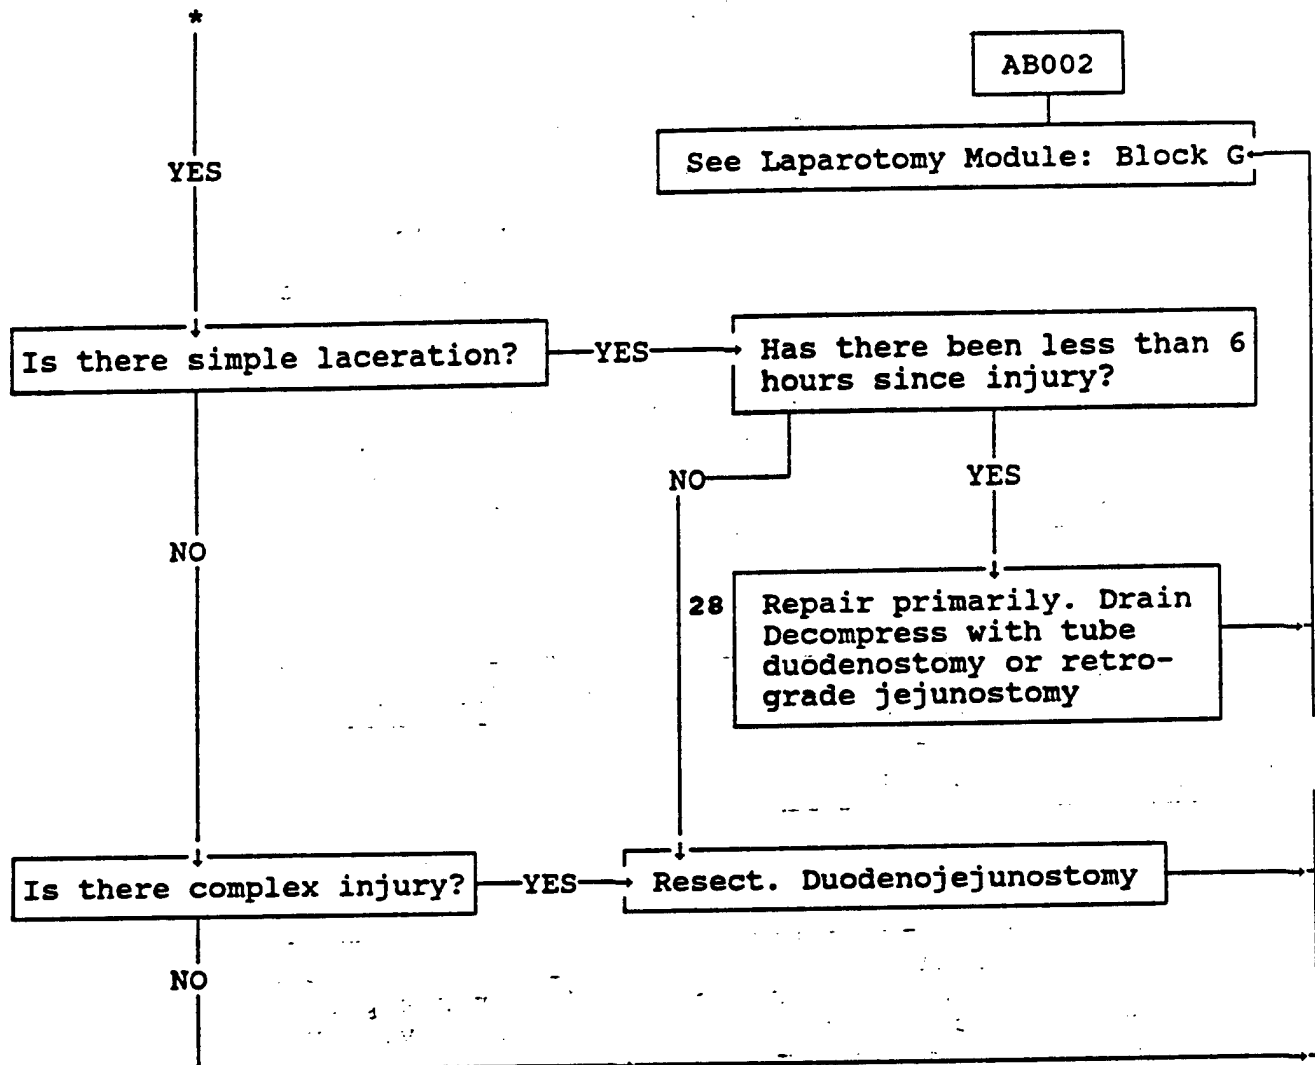 *
AB002
See Laparotomy Module: Block G
YES
Is there simple laceration?
YES
Has there been less than 6
hours since injury?
NO
YES
NO
28
Repair primarily. Drain
Decompress with tube
duodenostomy or retro-
grade jejunostomy
Is there complex injury?
YES
Resect. Duodenojejunostomy
NO